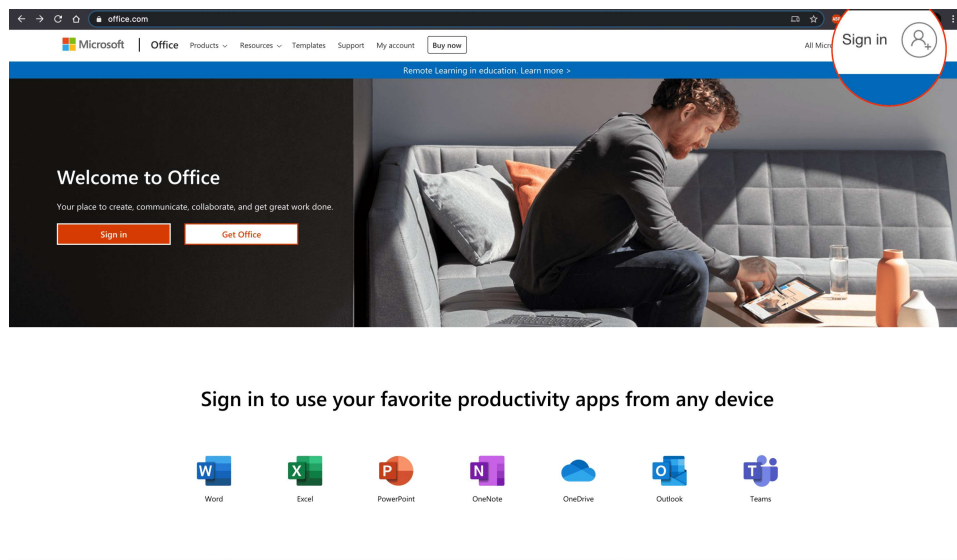 office.com
Microsoft Office Products Resources Templates Support My account Buy now
All
Sign in
Remote Learning in education. Learn more >
Welcome to Office
Your place to create, communicate, collaborate, and get great work done.
Sign in Get Office
Sign in to use your favorite productivity apps from any device
W X P N O T
Word Excel PowerPoint OneNote OneDrive Outlook Teams